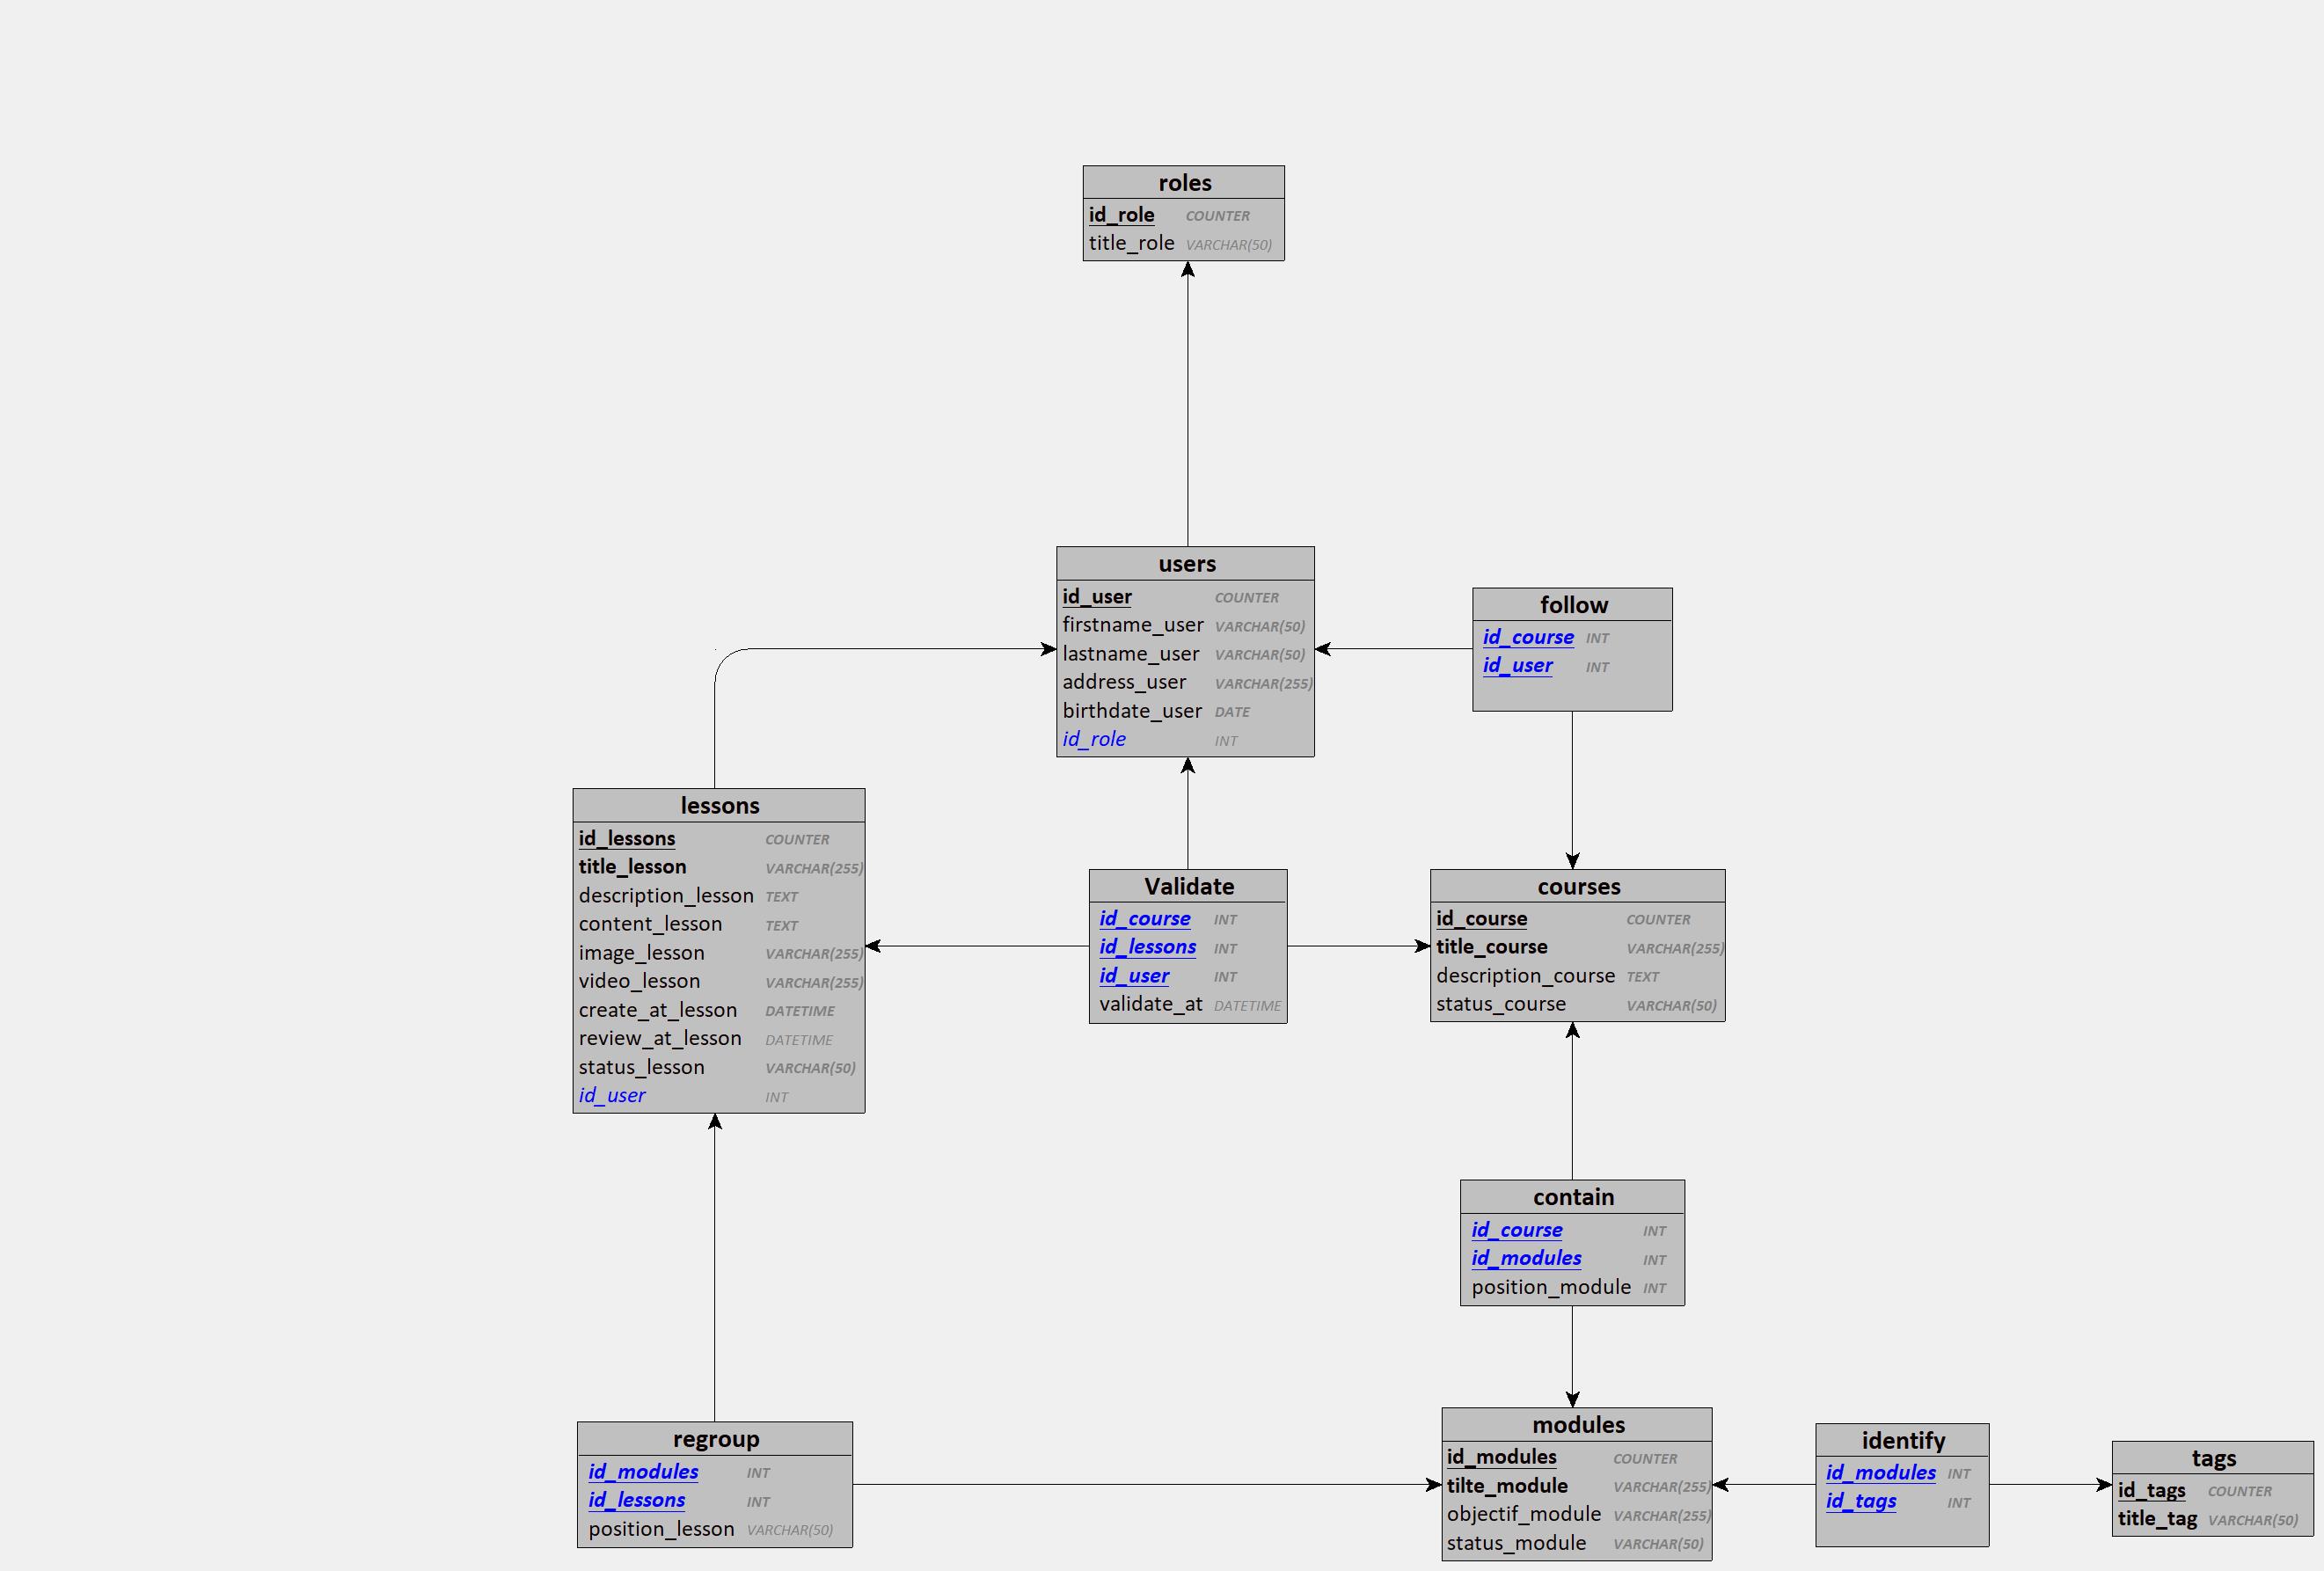 roles
id_role COUNTER
title_role VARCHAR(50)
users
id_user COUNTER
firstname_user VARCHAR(50)
lastname_user VARCHAR(50)
address_user VARCHAR(255)
birthdate_user DATE
id_role INT
follow
id_course INT
id_user INT
lessons
id_lessons COUNTER
title_lesson VARCHAR(255)
description_lesson TEXT
content_lesson TEXT
image_lesson VARCHAR(255)
video_lesson VARCHAR(255)
create_at_lesson DATETIME
review_at_lesson DATETIME
status_lesson VARCHAR(50)
id_user INT
Validate
id_course INT
id_lessons INT
id_user INT
validate_at DATETIME
courses
id_course COUNTER
title_course VARCHAR(255)
description_course TEXT
status_course VARCHAR(50)
contain
id_course INT
id_modules INT
position_module INT
regroup
id_modules INT
id_lessons INT
position_lesson VARCHAR(50)
modules
id_modules COUNTER
tilte_module VARCHAR(255)
objectif_module VARCHAR(255)
status_module VARCHAR(50)
identify
id_modules INT
id_tags INT
tags
id_tags COUNTER
title_tag VARCHAR(50)